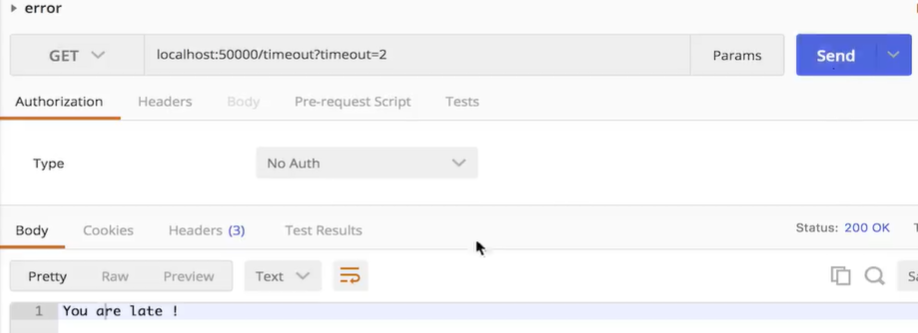 error
GET localhost:50000/timeout?timeout=2 Params Send
Authorization Headers Body Pre-request Script Tests
Type No Auth
Body Cookies Headers (3) Test Results Status: 200 OK
Pretty Raw Preview Text
1 You are late !